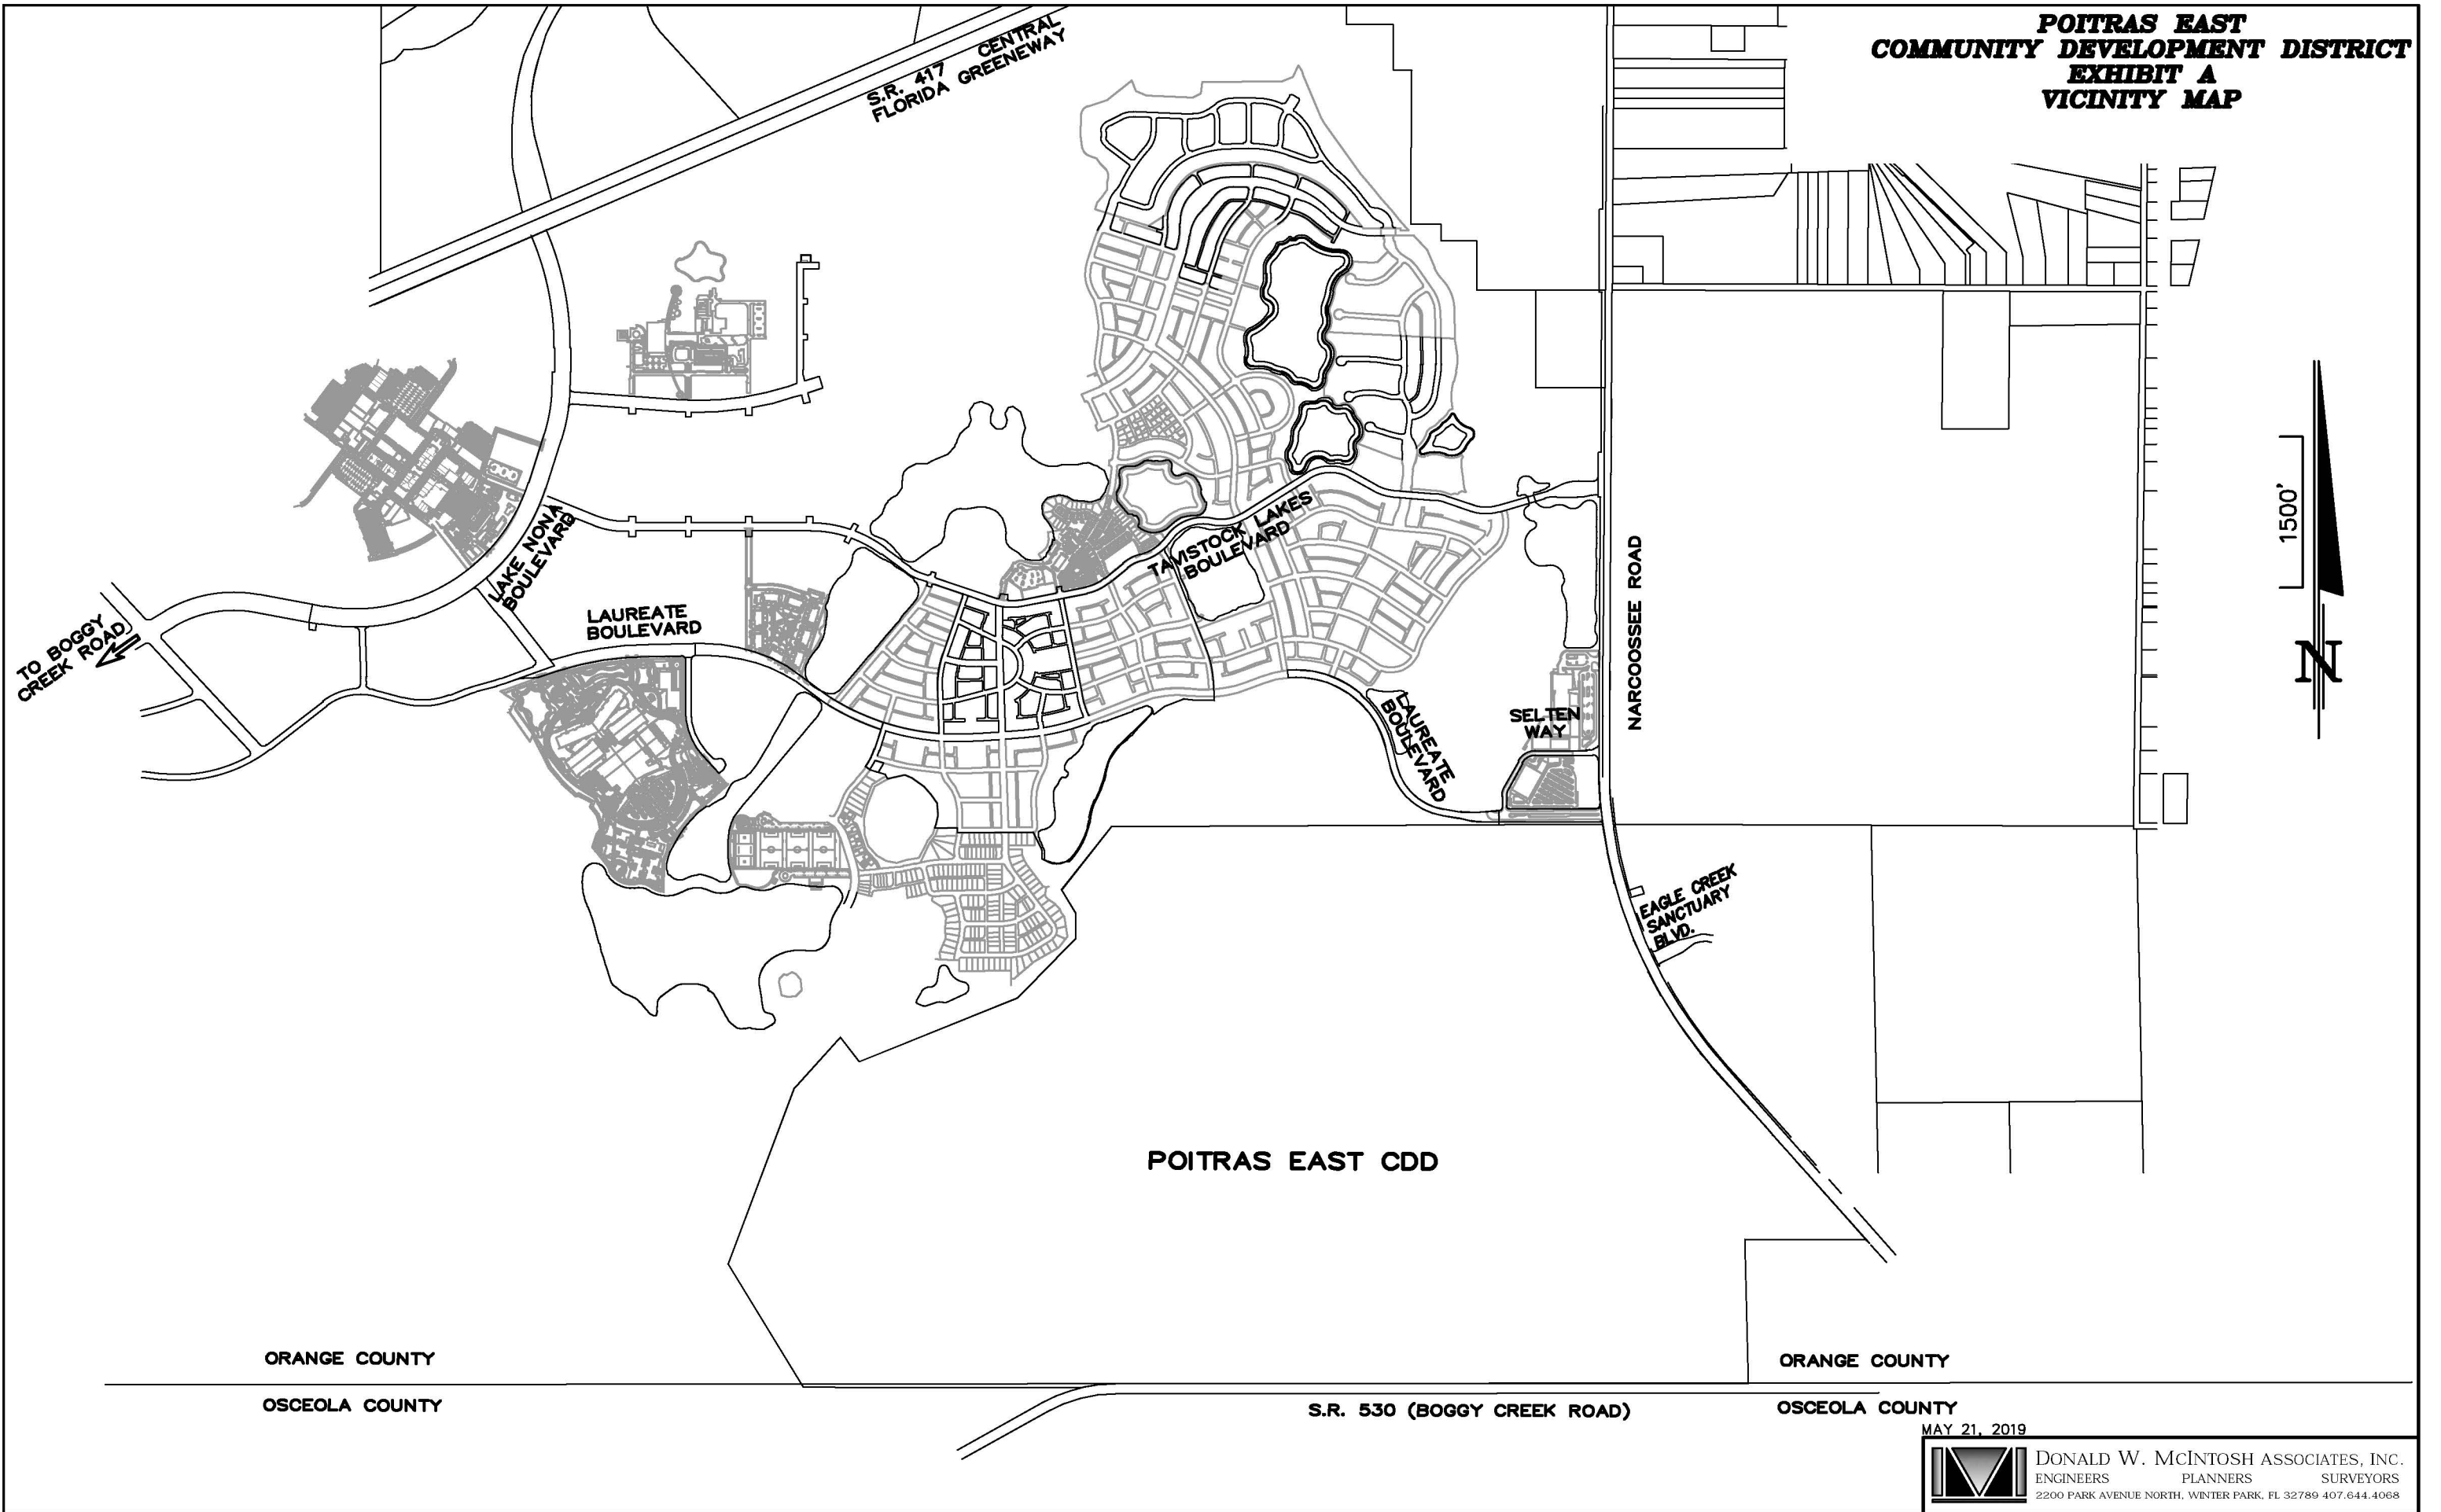 POITRAS EAST
COMMUNITY DEVELOPMENT DISTRICT
EXHIBIT A
VICINITY MAP
S.R. 417 CENTRAL
FLORIDA GREENEWAY
1500'
N
TAVISTOCK LAKES
BOULEVARD
LAKE NONA
BOULEVARD
NARCOOSSEE ROAD
LAUREATE
BOULEVARD
TO BOGGY
CREEK ROAD
LAUREATE
BOULEVARD
SELTEN
WAY
EAGLE CREEK
SANCTUARY
BLVD.
POITRAS EAST CDD
ORANGE COUNTY
ORANGE COUNTY
OSCEOLA COUNTY
S.R. 530 (BOGGY CREEK ROAD)
OSCEOLA COUNTY
MAY 21, 2019
DONALD W. MCINTOSH ASSOCIATES, INC.
ENGINEERS PLANNERS SURVEYORS
2200 PARK AVENUE NORTH, WINTER PARK, FL 32789 407.644.4068